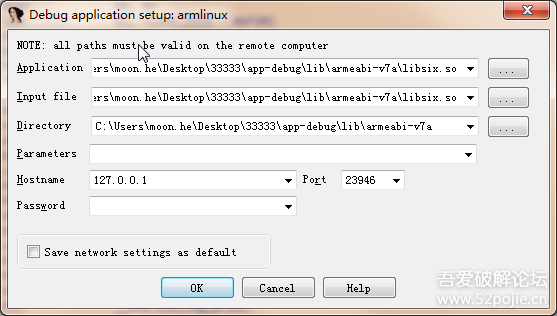 Debug application setup: armlinux
NOTE: all paths must be valid on the remote computer
Application ers\moon.he\Desktop\33333\app-debug\lib\armeabi-v7a\libsix.so ...
Input file ers\moon.he\Desktop\33333\app-debug\lib\armeabi-v7a\libsix.so ...
Directory C:\Users\moon.he\Desktop\33333\app-debug\lib\armeabi-v7a ...
Parameters
Hostname 127.0.0.1 Port 23946
Password
Save network settings as default
OK Cancel Help
吾爱破解论坛
www.52pojie.cn